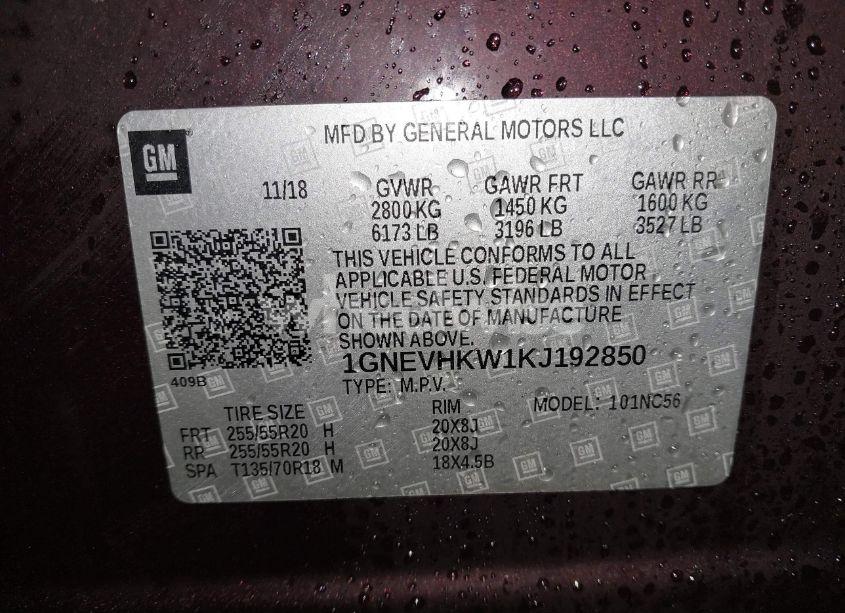 MFD BY GENERAL MOTORS LLC
GM
11/18 GVWR GAWR FRT GAWR RR
2800 KG 1450 KG 1600 KG
6173 LB 3196 LB 3527 LB
THIS VEHICLE CONFORMS TO ALL
APPLICABLE U.S. FEDERAL MOTOR
VEHICLE SAFETY STANDARDS IN EFFECT
ON THE DATE OF MANUFACTURE
SHOWN ABOVE.
1GNEVHKW1KJ192850
409B
TYPE: M.P.V.
TIRE SIZE RIM MODEL: 101NC56
FRT 255/55R20 H 20X8J
RR 255/55R20 H 20X8J
SPA T135/70R18 M 18X4.5B